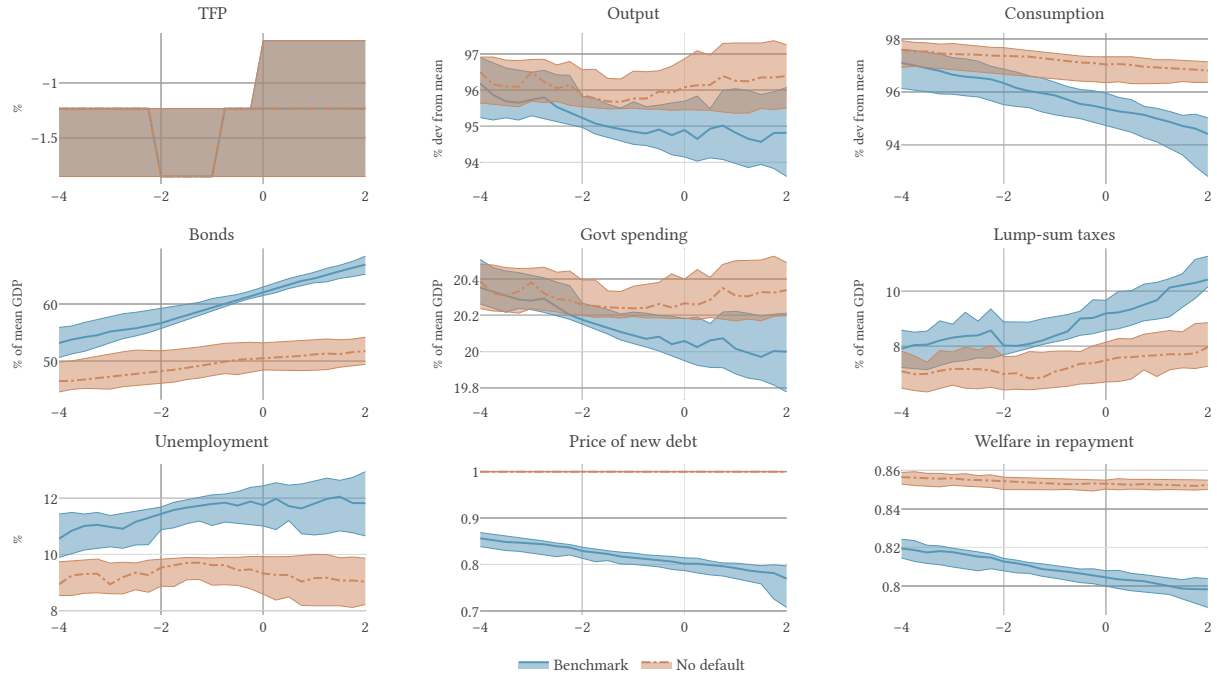 TFP
Output
Consumption
%
−1
−1.5
−4 −2 0 2
% dev from mean
97
96
95
94
−4 −2 0 2
% dev from mean
98
96
94
−4 −2 0 2
Bonds
Govt spending
Lump-sum taxes
% of mean GDP
60
50
−4 −2 0 2
% of mean GDP
20.4
20.2
20
19.8
−4 −2 0 2
% of mean GDP
10
8
−4 −2 0 2
Unemployment
Price of new debt
Welfare in repayment
%
12
10
8
−4 −2 0 2
1
0.9
0.8
0.7
−4 −2 0 2
0.86
0.84
0.82
0.8
−4 −2 0 2
Benchmark No default